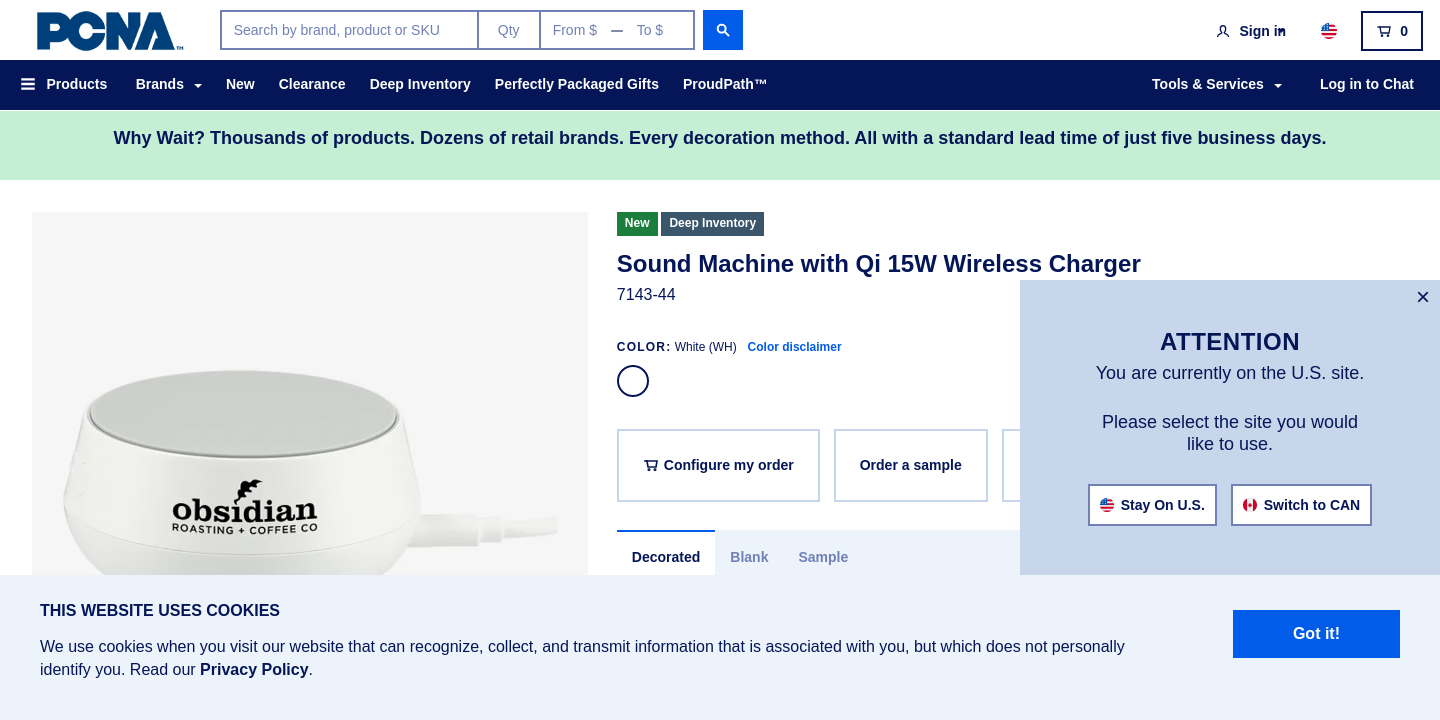 PCNA™
Search by brand, product or SKU
Qty
From $ — To $
Sign in
0
Products
Brands
New
Clearance
Deep Inventory
Perfectly Packaged Gifts
ProudPath™
Tools & Services
Log in to Chat
Why Wait? Thousands of products. Dozens of retail brands. Every decoration method. All with a standard lead time of just five business days.
New
Deep Inventory
Sound Machine with Qi 15W Wireless Charger
7143-44
COLOR: White (WH) Color disclaimer
Configure my order
Order a sample
Decorated
Blank
Sample
obsidian
ROASTING + COFFEE CO
×
ATTENTION
You are currently on the U.S. site.
Please select the site you would
like to use.
Stay On U.S.
Switch to CAN
THIS WEBSITE USES COOKIES
We use cookies when you visit our website that can recognize, collect, and transmit information that is associated with you, but which does not personally
identify you. Read our Privacy Policy.
Got it!